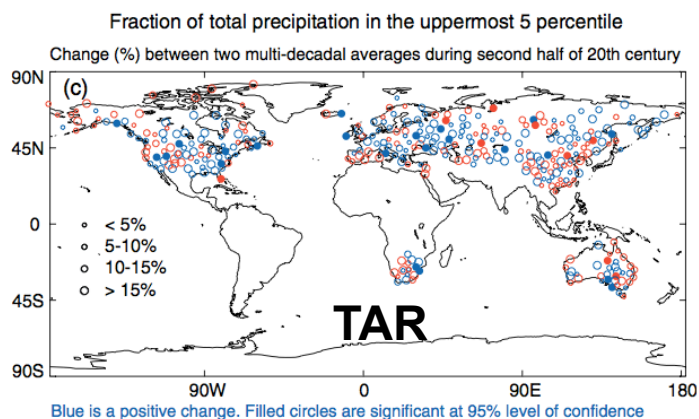 Fraction of total precipitation in the uppermost 5 percentile
Change (%) between two multi-decadal averages during second half of 20th century
90N
(c)
45N
0
< 5%
5-10%
10-15%
> 15%
45S
TAR
90S
90W
0
90E
180
Blue is a positive change. Filled circles are significant at 95% level of confidence